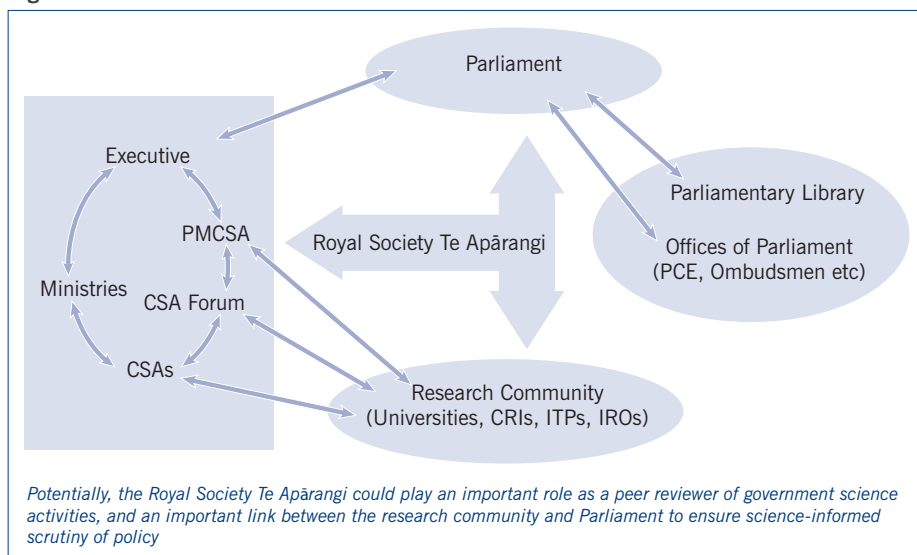 Parliament
Executive
PMCSA
Ministries
CSA Forum
CSAs
Royal Society Te Apārangi
Parliamentary Library
Offices of Parliament
(PCE, Ombudsmen etc)
Research Community
(Universities, CRIs, ITPs, IROs)
Potentially, the Royal Society Te Apārangi could play an important role as a peer reviewer of government science
activities, and an important link between the research community and Parliament to ensure science-informed
scrutiny of policy